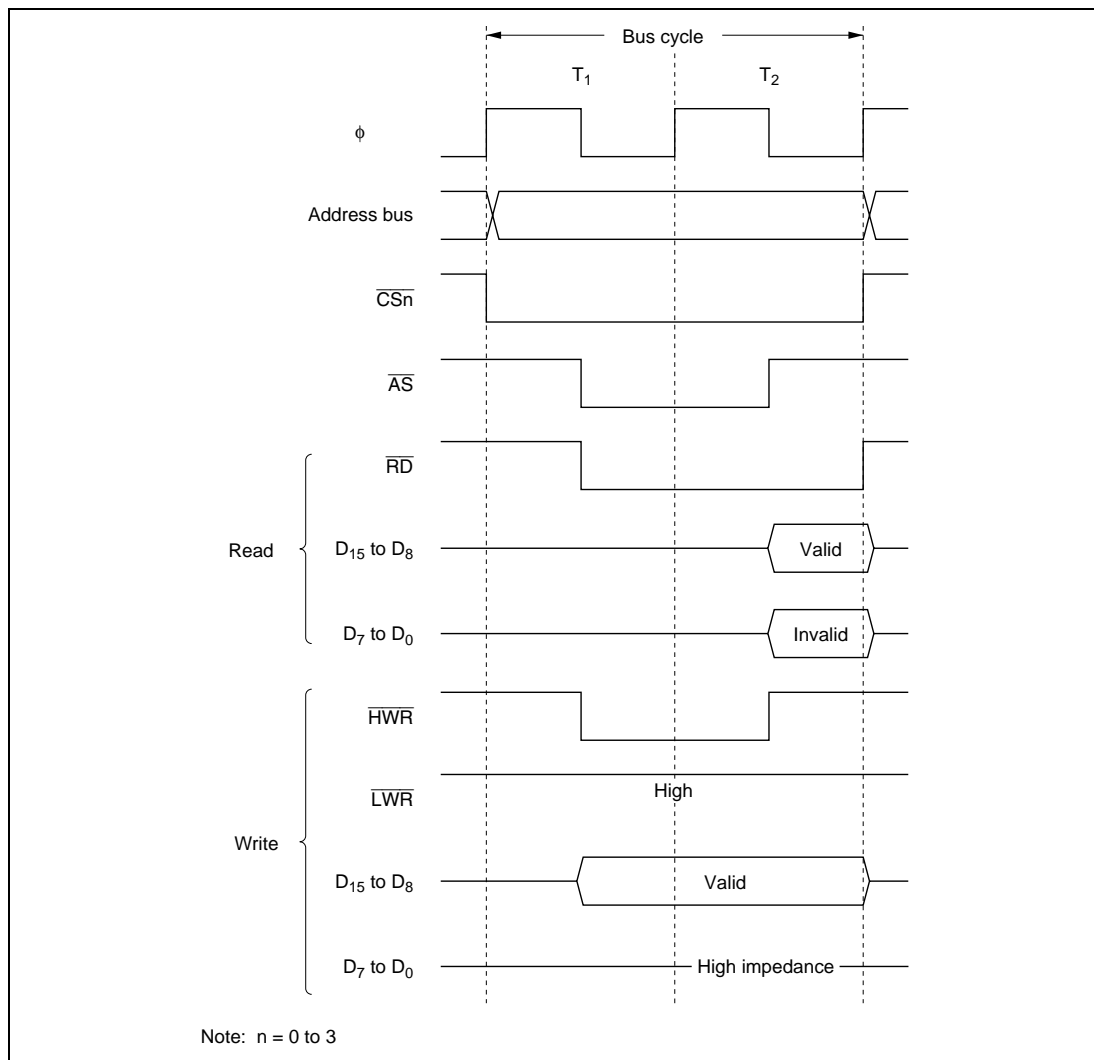 Bus cycle
T1 T2
ϕ
Address bus
CSn
AS
RD
Read D15 to D8 Valid
D7 to D0 Invalid
HWR
LWR High
Write
D15 to D8 Valid
D7 to D0 High impedance
Note: n = 0 to 3